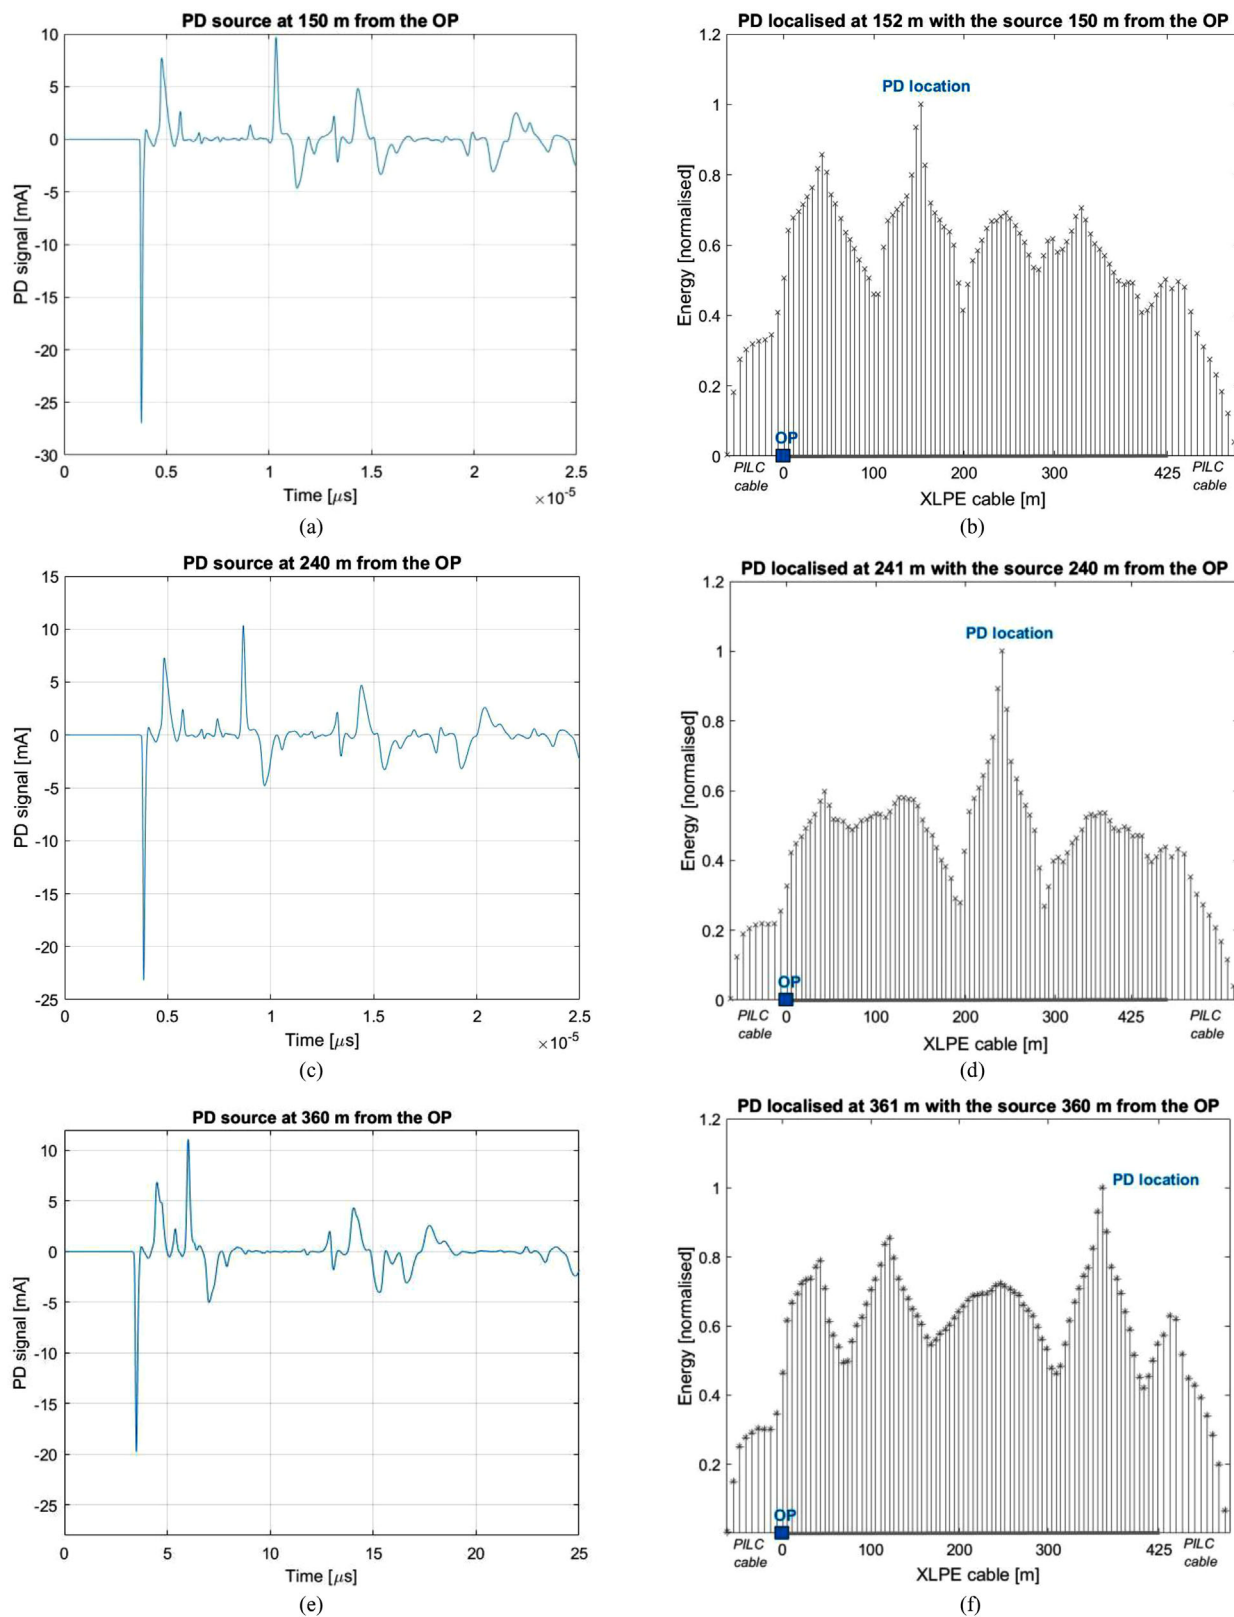 PD source at 150 m from the OP
10
5
0
-5
-10
-15
-20
-25
-30
PD signal [mA]
0 0.5 1 1.5 2 2.5
Time [μs] ×10-5
(a)
PD localised at 152 m with the source 150 m from the OP
1.2
1
0.8
0.6
0.4
0.2
0
Energy [normalised]
PD location
OP
PILC cable 0 100 200 300 425 PILC cable
XLPE cable [m]
(b)
PD source at 240 m from the OP
15
10
5
0
-5
-10
-15
-20
-25
PD signal [mA]
0 0.5 1 1.5 2 2.5
Time [μs] ×10-5
(c)
PD localised at 241 m with the source 240 m from the OP
1.2
1
0.8
0.6
0.4
0.2
0
Energy [normalised]
PD location
OP
PILC cable 0 100 200 300 425 PILC cable
XLPE cable [m]
(d)
PD source at 360 m from the OP
10
5
0
-5
-10
-15
-20
-25
PD signal [mA]
0 5 10 15 20 25
Time [μs]
(e)
PD localised at 361 m with the source 360 m from the OP
1.2
1
0.8
0.6
0.4
0.2
Energy [normalised]
PD location
OP
PILC cable 0 100 200 300 425 PILC cable
XLPE cable [m]
(f)